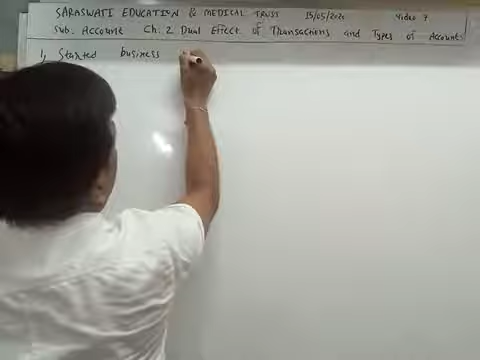 SARASWATI EDUCATION & MEDICAL TRUST 15/05/2020 Video 7
Sub. Account Ch: 2 Dual Effect of Transactions and Types of Accounts
1, Started business